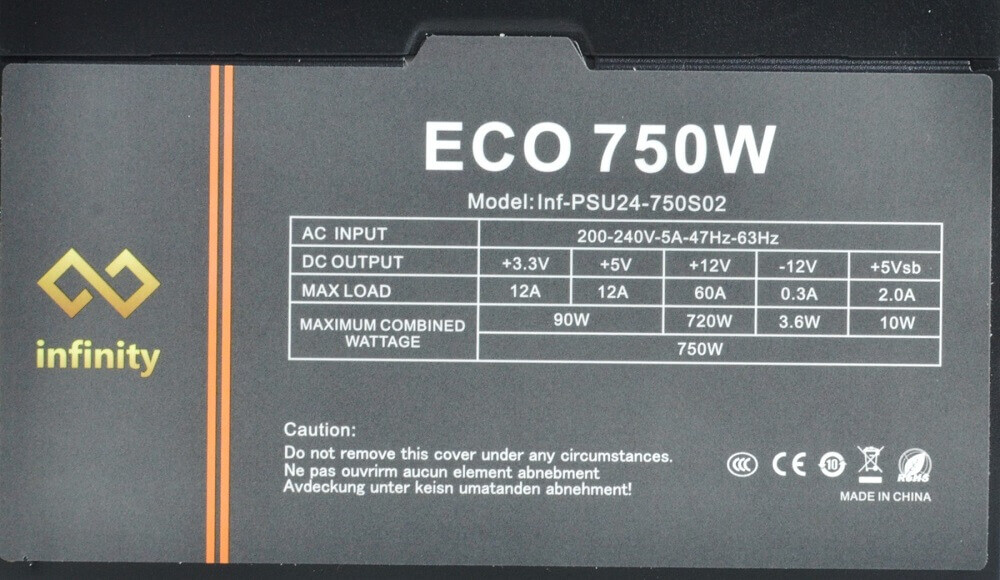 ECO 750W
Model:Inf-PSU24-750S02
AC INPUT 200-240V-5A-47Hz-63Hz
DC OUTPUT +3.3V +5V +12V -12V +5Vsb
MAX LOAD 12A 12A 60A 0.3A 2.0A
MAXIMUM COMBINED WATTAGE 90W 720W 3.6W 10W
750W
infinity
Caution:
Do not remove this cover under any circumstances.
Ne pas ouvrirm aucun element abnebment
Avdeckung unter keisn umatanden abnehment!
CCC CE 10 RoHS
MADE IN CHINA